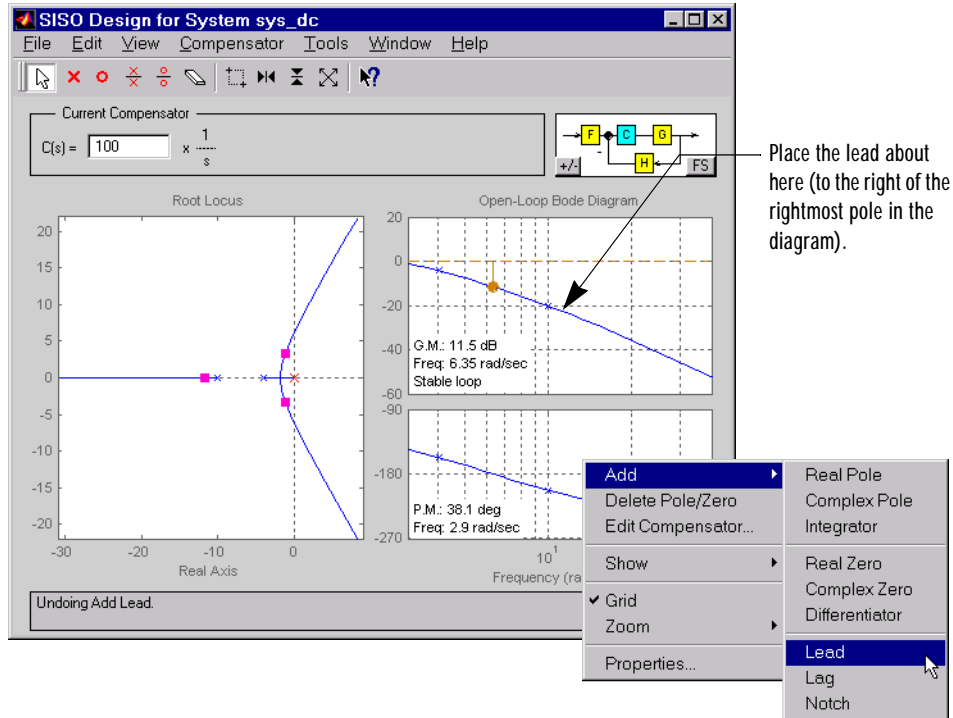 SISO Design for System sys_dc
File Edit View Compensator Tools Window Help
Current Compensator
C(s) = 100 x 1
s
F C G
-
H
+/- FS
Place the lead about
here (to the right of the
rightmost pole in the
diagram).
Root Locus
20
15
10
5
0
-5
-10
-15
-20
-30 -20 -10 0
Real Axis
Open-Loop Bode Diagram
20
0
-20
-40
-60
G.M.: 11.5 dB
Freq: 6.35 rad/sec
Stable loop
-90
-180
-270
P.M.: 38.1 deg
Freq: 2.9 rad/sec
10¹
Frequency (ra
Undoing Add Lead.
Add
Delete Pole/Zero
Edit Compensator...
Show
Grid
Zoom
Properties...
Real Pole
Complex Pole
Integrator
Real Zero
Complex Zero
Differentiator
Lead
Lag
Notch